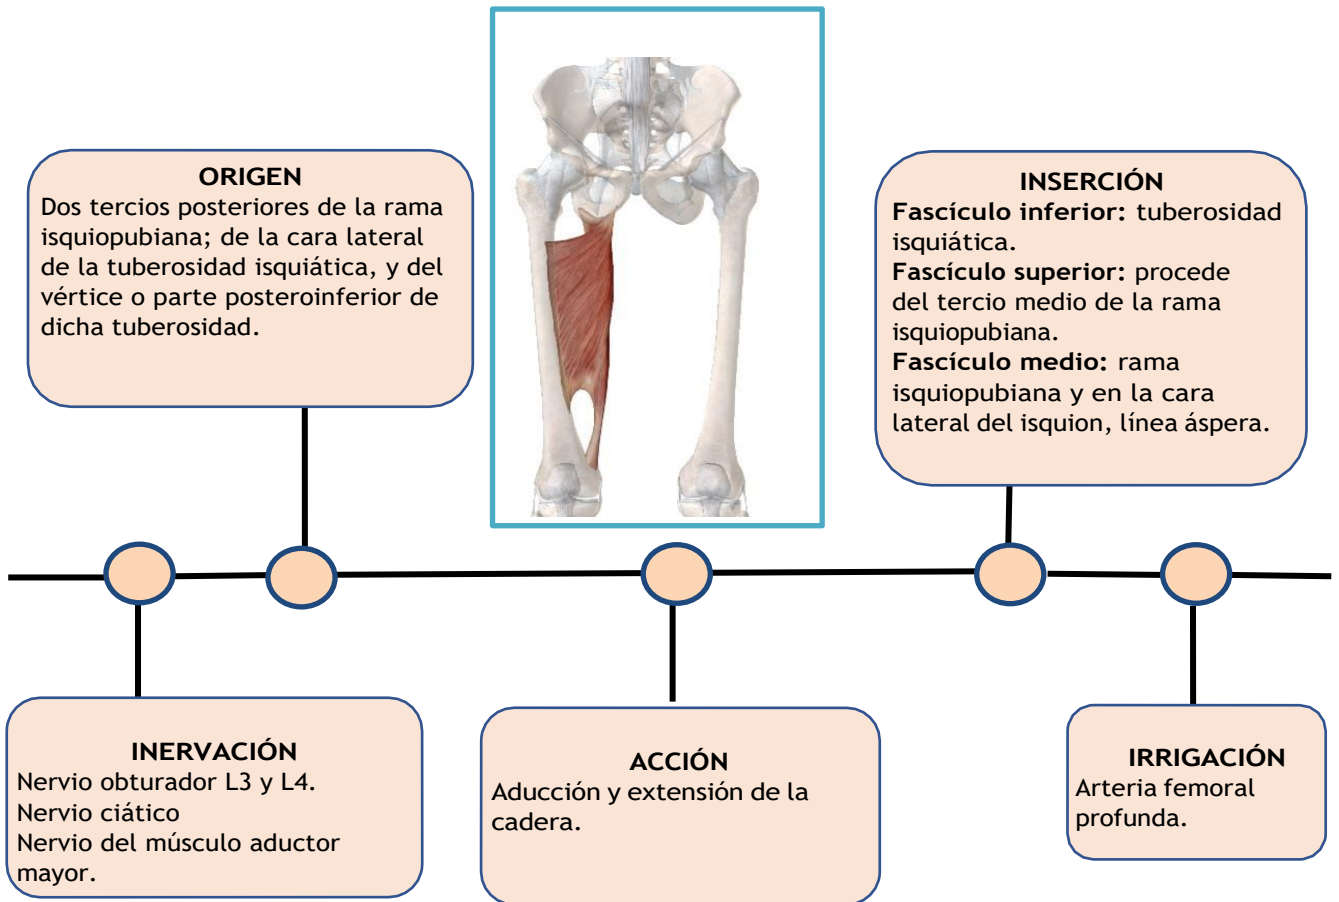 ORIGEN
Dos tercios posteriores de la rama
isquiopubiana; de la cara lateral
de la tuberosidad isquiática, y del
vértice o parte posteroinferior de
dicha tuberosidad.
INSERCIÓN
Fascículo inferior: tuberosidad
isquiática.
Fascículo superior: procede
del tercio medio de la rama
isquiopubiana.
Fascículo medio: rama
isquiopubiana y en la cara
lateral del isquion, línea áspera.
INERVACIÓN
Nervio obturador L3 y L4.
Nervio ciático
Nervio del músculo aductor
mayor.
ACCIÓN
Aducción y extensión de la
cadera.
IRRIGACIÓN
Arteria femoral
profunda.